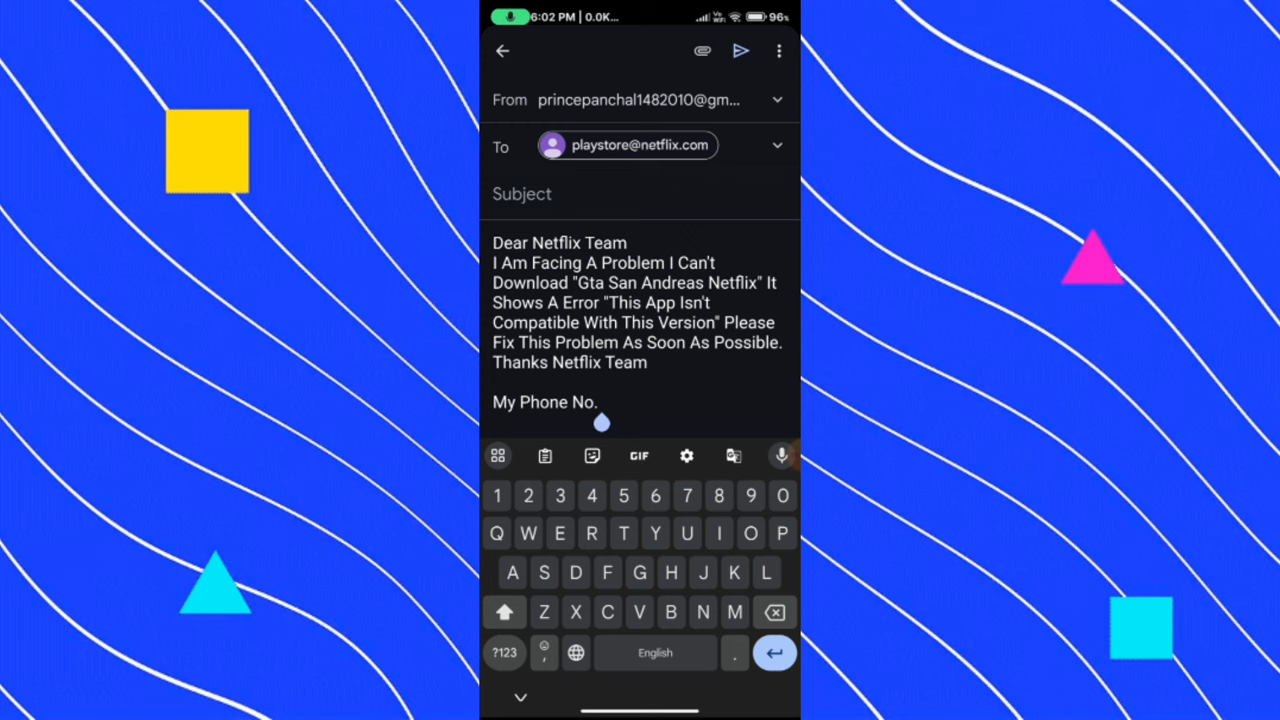 6:02 PM | 0.0K... Vo WiFi 96%
From princepanchal1482010@gm...
To playstore@netflix.com
Subject
Dear Netflix Team
I Am Facing A Problem I Can't
Download "Gta San Andreas Netflix" It
Shows A Error "This App Isn't
Compatible With This Version" Please
Fix This Problem As Soon As Possible.
Thanks Netflix Team
My Phone No.
GIF
1 2 3 4 5 6 7 8 9 0
Q W E R T Y U I O P
A S D F G H J K L
Z X C V B N M
?123 , English .